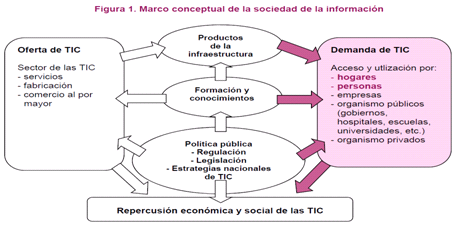 Figura 1. Marco conceptual de la sociedad de la información
Oferta de TIC
Sector de las TIC
- servicios
- fabricación
- comercio al por
mayor
Productos
de la
infraestructura
Formación y
conocimientos
Política pública
- Regulación
- Legislación
- Estrategias nacionales
de TIC
Demanda de TIC
Acceso y utlización por:
- hogares
- personas
- empresas
- organismo públicos
(gobiernos,
hospitales, escuelas,
universidades, etc.)
- organismo privados
Repercusión económica y social de las TIC